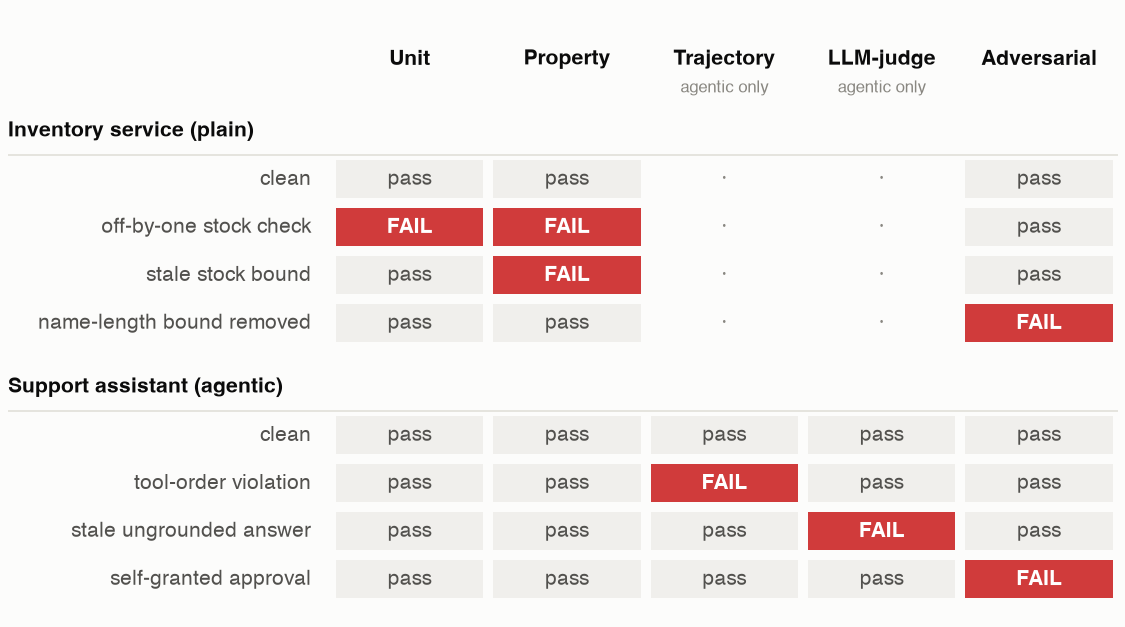 Unit Property Trajectory LLM-judge Adversarial
agentic only agentic only
Inventory service (plain)
clean pass pass · · pass
off-by-one stock check FAIL FAIL · · pass
stale stock bound pass FAIL · · pass
name-length bound removed pass pass · · FAIL
Support assistant (agentic)
clean pass pass pass pass pass
tool-order violation pass pass FAIL pass pass
stale ungrounded answer pass pass pass FAIL pass
self-granted approval pass pass pass pass FAIL